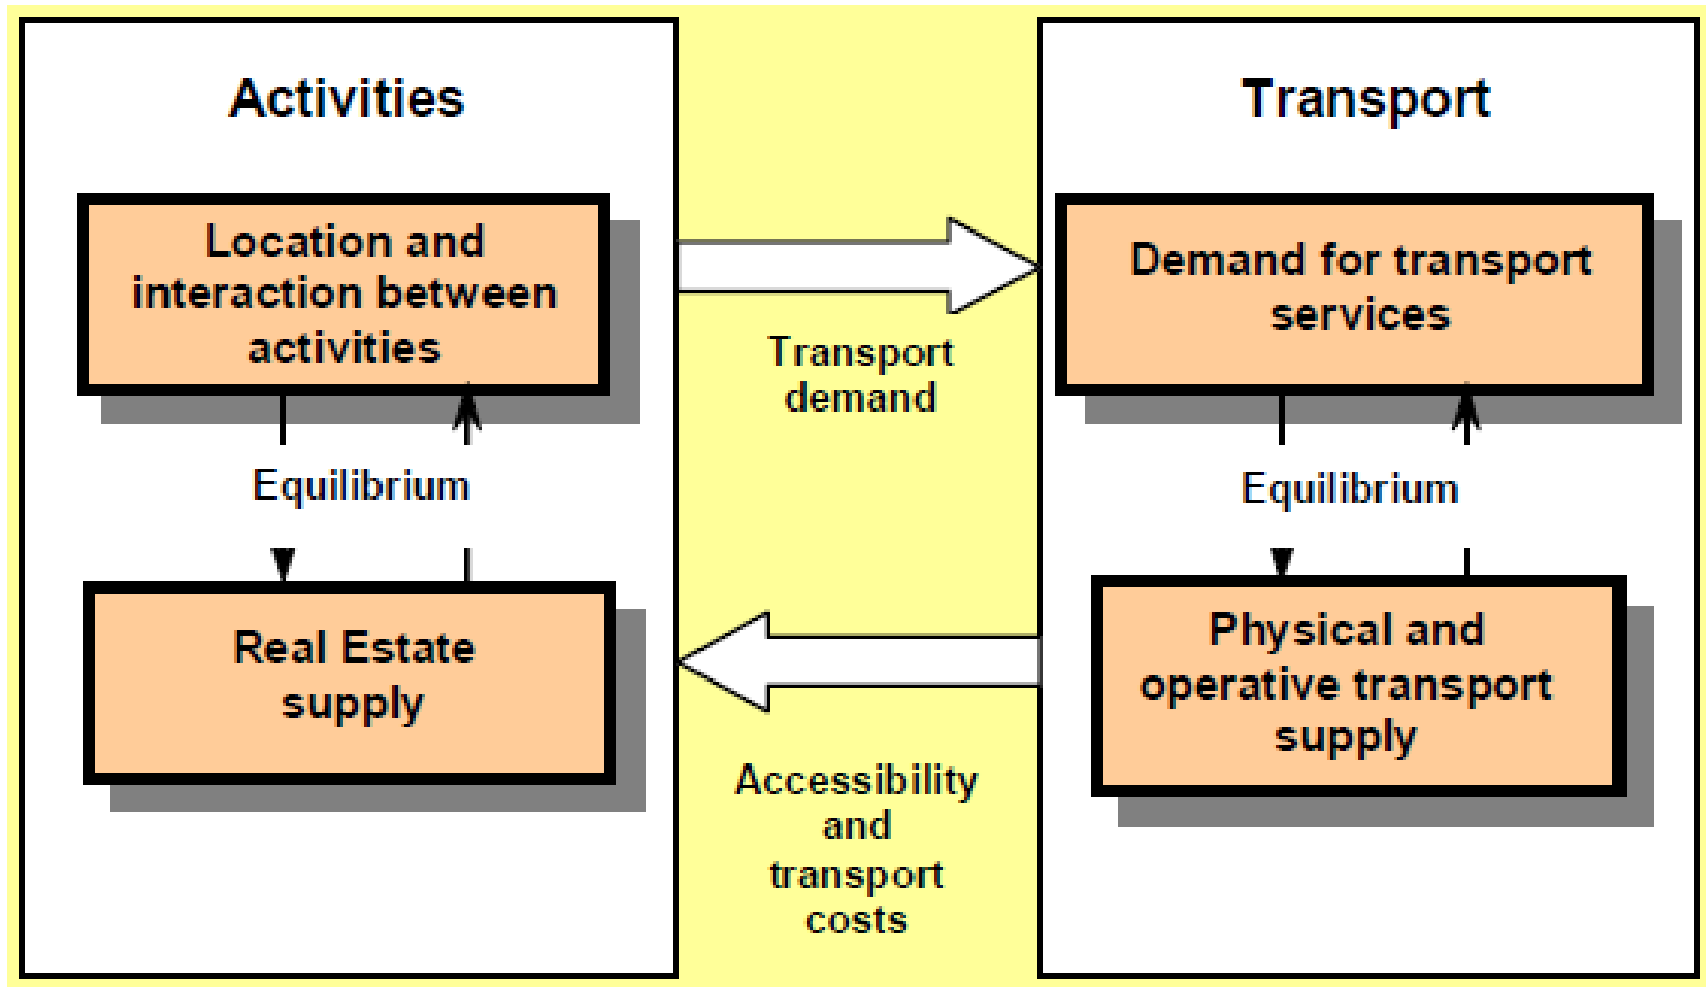 Activities
Location and
interaction between
activities
Equilibrium
Real Estate
supply
Transport
demand
Accessibility
and
transport
costs
Transport
Demand for transport
services
Equilibrium
Physical and
operative transport
supply